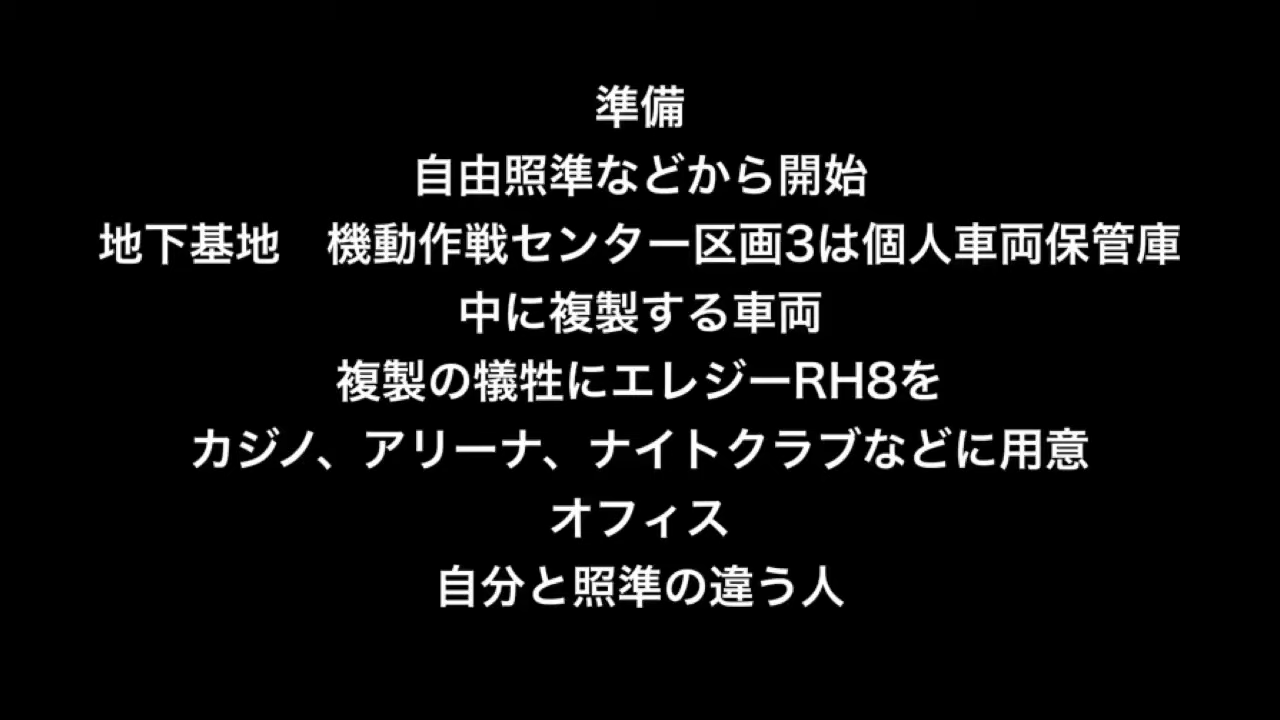 準備
自由照準などから開始
地下基地　機動作戦センター区画3は個人車両保管庫
中に複製する車両
複製の犠牲にエレジーRH8を
カジノ、アリーナ、ナイトクラブなどに用意
オフィス
自分と照準の違う人